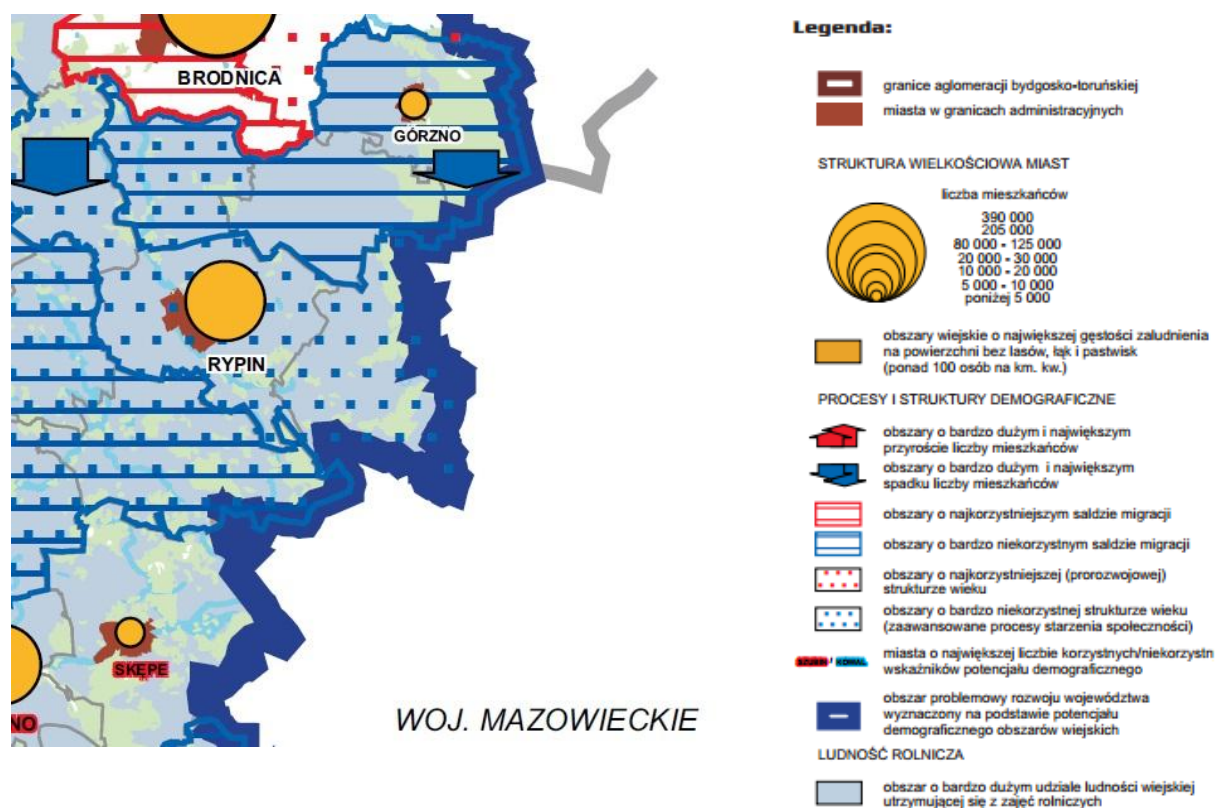 BRODNICA
GÓRZNO
RYPIN
SKĘPE
NO
WOJ. MAZOWIECKIE
Legenda:
granice aglomeracji bydgosko-toruńskiej
miasta w granicach administracyjnych
STRUKTURA WIELKOŚCIOWA MIAST
liczba mieszkańców
390 000
205 000
80 000 - 125 000
20 000 - 30 000
10 000 - 20 000
5 000 - 10 000
poniżej 5 000
obszary wiejskie o największej gęstości zaludnienia
na powierzchni bez lasów, łąk i pastwisk
(ponad 100 osób na km. kw.)
PROCESY I STRUKTURY DEMOGRAFICZNE
obszary o bardzo dużym i największym
przyroście liczby mieszkańców
obszary o bardzo dużym i największym
spadku liczby mieszkańców
obszary o najkorzystniejszym saldzie migracji
obszary o bardzo niekorzystnym saldzie migracji
obszary o najkorzystniejszej (prorozwojowej)
strukturze wieku
obszary o bardzo niekorzystnej strukturze wieku
(zaawansowane procesy starzenia społeczności)
SZUBIN / KOWAL
miasta o największej liczbie korzystnych/niekorzystn
wskaźników potencjału demograficznego
obszar problemowy rozwoju województwa
wyznaczony na podstawie potencjału
demograficznego obszarów wiejskich
LUDNOŚĆ ROLNICZA
obszar o bardzo dużym udziale ludności wiejskiej
utrzymującej się z zajęć rolniczych